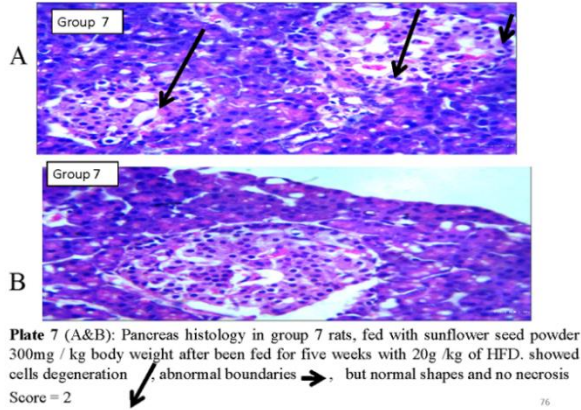 Group 7
A
Group 7
B
Plate 7 (A&B): Pancreas histology in group 7 rats, fed with sunflower seed powder
300mg / kg body weight after been fed for five weeks with 20g /kg of HFD. showed
cells degeneration , abnormal boundaries , but normal shapes and no necrosis
Score = 2
76